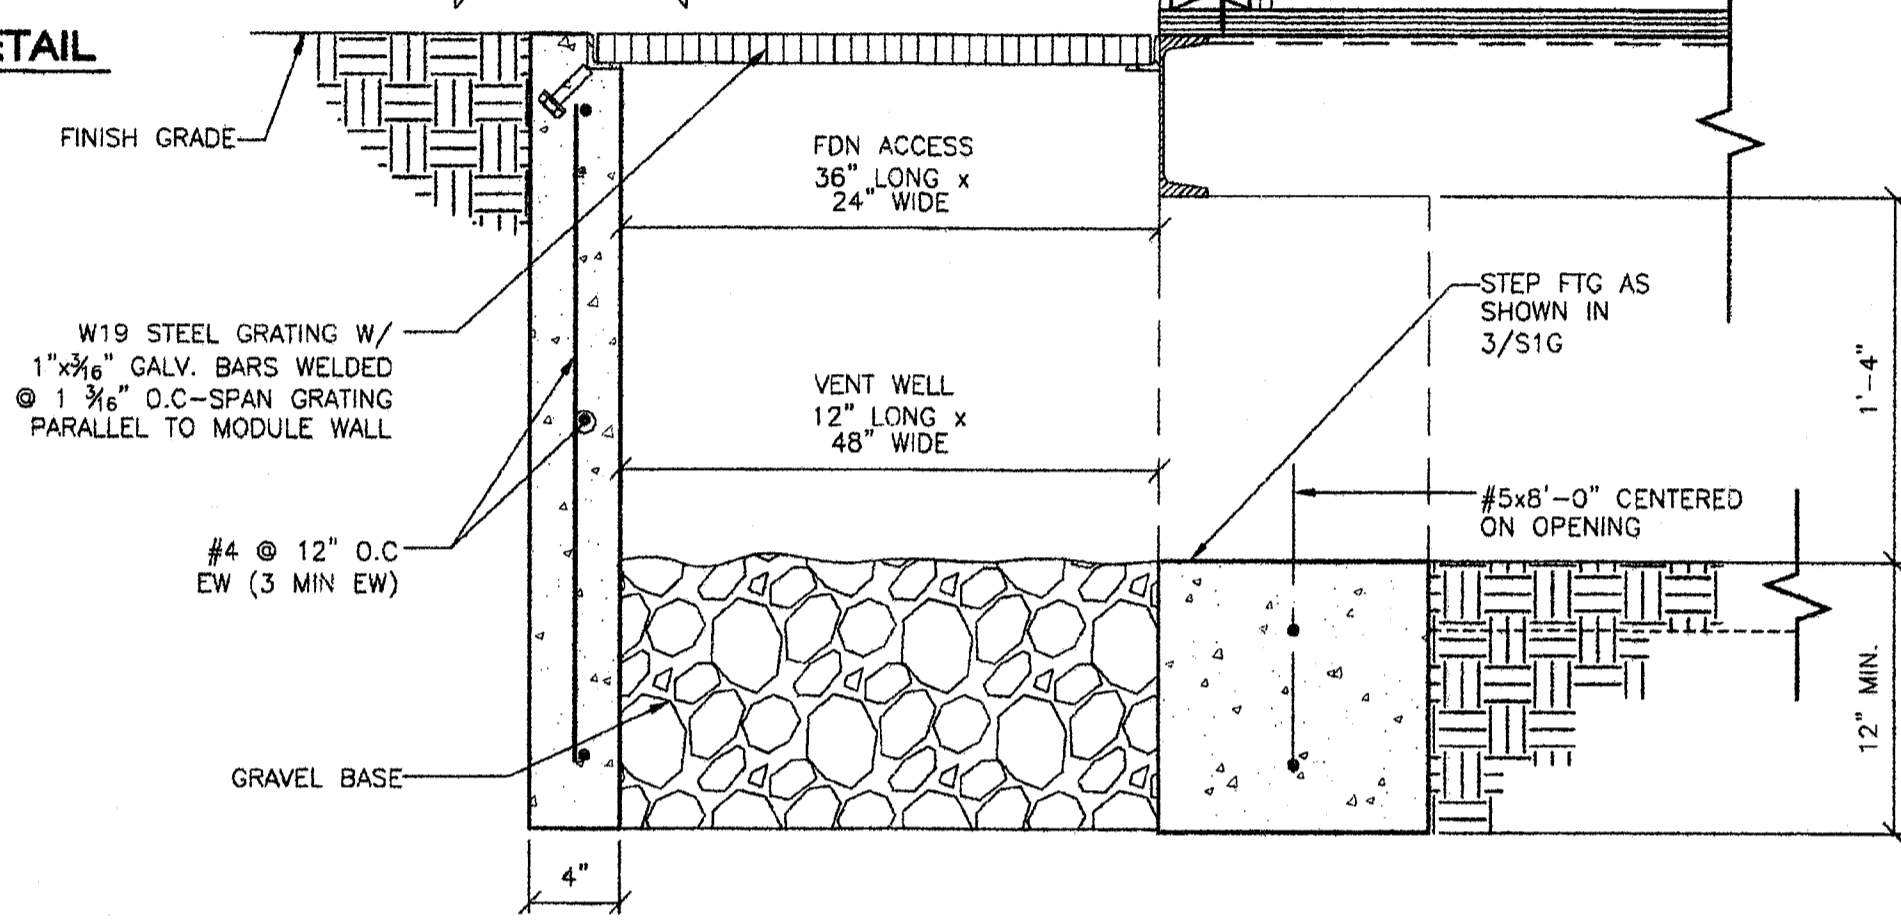 ETAIL
FINISH GRADE
FDN ACCESS
36" LONG x
24" WIDE
STEP FTG AS
SHOWN IN
3/S1G
W19 STEEL GRATING W/
1"x3/16" GALV. BARS WELDED
@ 1 3/16" O.C-SPAN GRATING
PARALLEL TO MODULE WALL
VENT WELL
12" LONG x
48" WIDE
1'-4"
#5x8'-0" CENTERED
ON OPENING
#4 @ 12" O.C
EW (3 MIN EW)
12" MIN.
GRAVEL BASE
4"